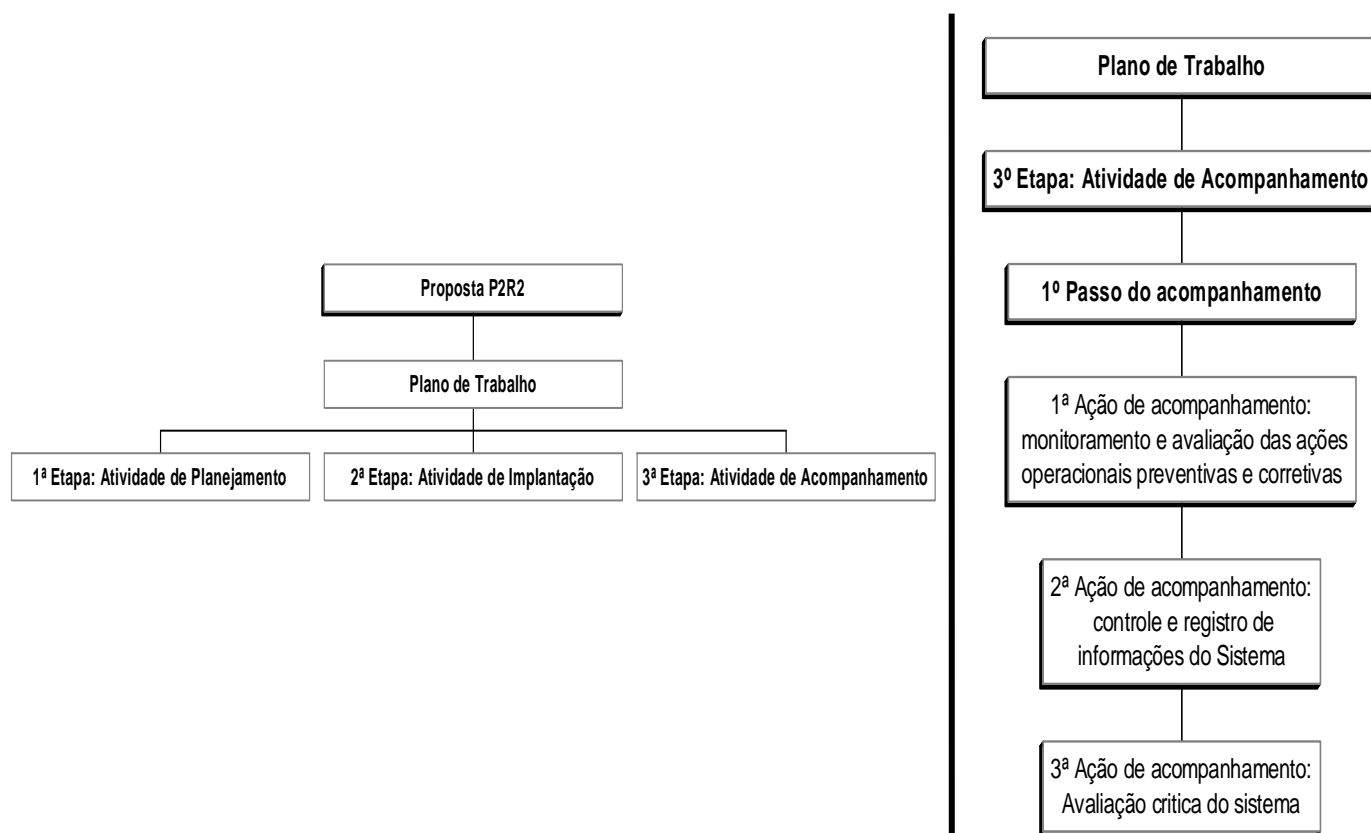 Proposta P2R2
Plano de Trabalho
1ª Etapa: Atividade de Planejamento
2ª Etapa: Atividade de Implantação
3ª Etapa: Atividade de Acompanhamento
Plano de Trabalho
3º Etapa: Atividade de Acompanhamento
1º Passo do acompanhamento
1ª Ação de acompanhamento:
monitoramento e avaliação das ações
operacionais preventivas e corretivas
2ª Ação de acompanhamento:
controle e registro de
informações do Sistema
3ª Ação de acompanhamento:
Avaliação critica do sistema